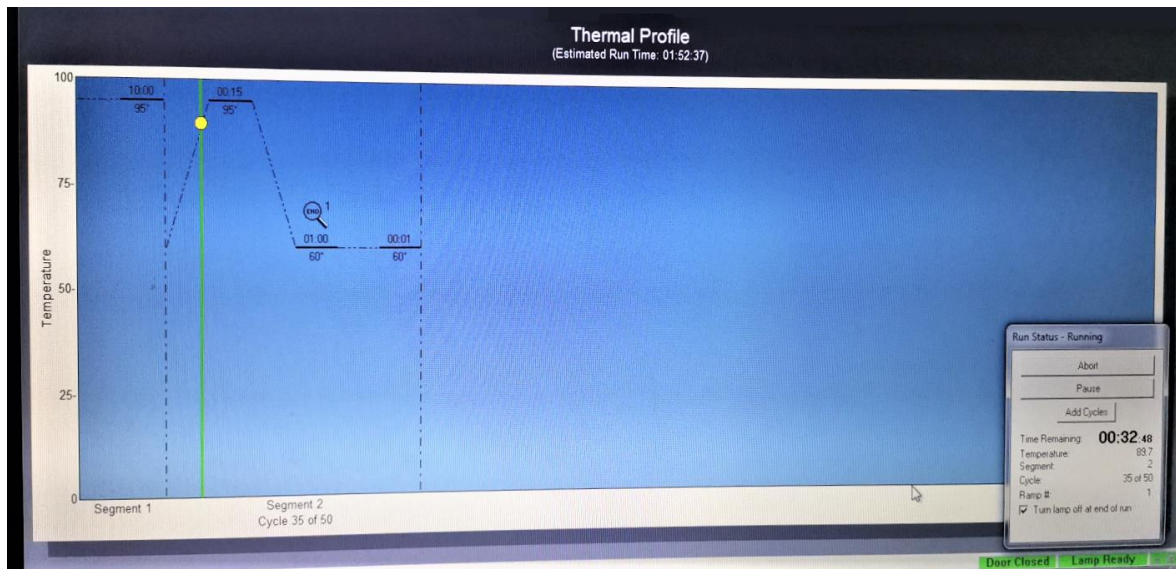 Thermal Profile
(Estimated Run Time: 01:52:37)
100
10:00
95°
00:15
95°
75-
END 1
01:00
60°
00:01
60°
Temperature
50-
25-
0
Segment 1
Segment 2
Cycle 35 of 50
Run Status - Running
Abort
Pause
Add Cycles
Time Remaining: 00:32:48
Temperature: 89.7
Segment: 2
Cycle: 35 of 50
Ramp #: 1
Turn lamp off at end of run
Door Closed
Lamp Ready